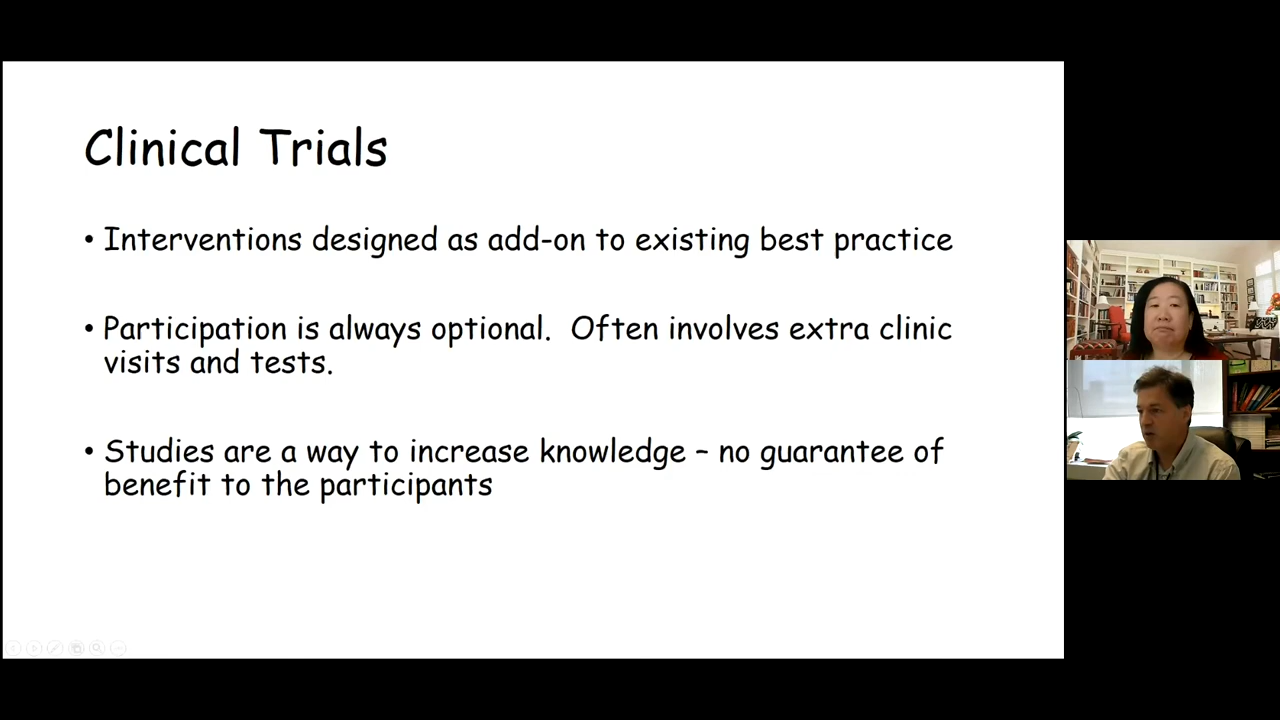 Clinical Trials
• Interventions designed as add-on to existing best practice
• Participation is always optional.  Often involves extra clinic
visits and tests.
• Studies are a way to increase knowledge – no guarantee of
benefit to the participants